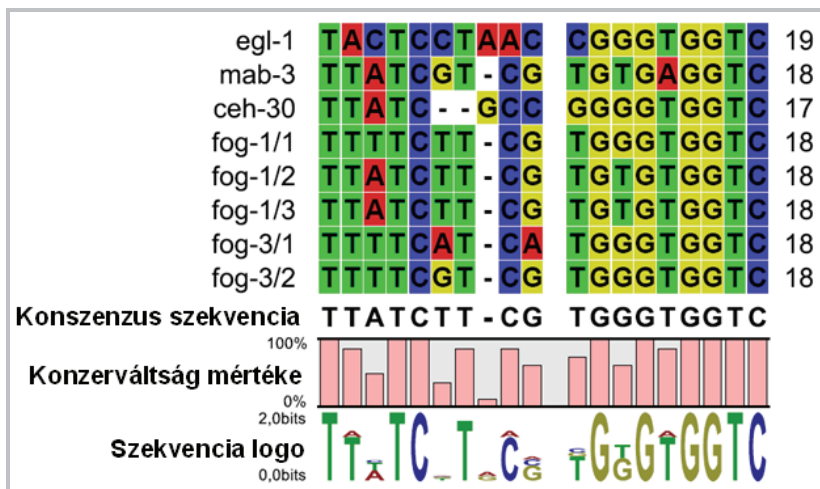 egl-1 TACTCCTAAC CGGGTGGTC 19
mab-3 TTATCGT-CG TGTGAGGTC 18
ceh-30 TTATC--GCC GGGGTGGTC 17
fog-1/1 TTTTCTT-CG TGGGTGGTC 18
fog-1/2 TTATCTT-CG TGTGTGGTC 18
fog-1/3 TTATCTT-CG TGTGTGGTC 18
fog-3/1 TTTTCAT-CA TGGGTGGTC 18
fog-3/2 TTTTCGT-CG TGGGTGGTC 18
Konszenzus szekvencia TTATCTT-CG TGGGTGGTC
100%
Konzerváltság mértéke
0%
2,0bits
Szekvencia logo
0,0bits